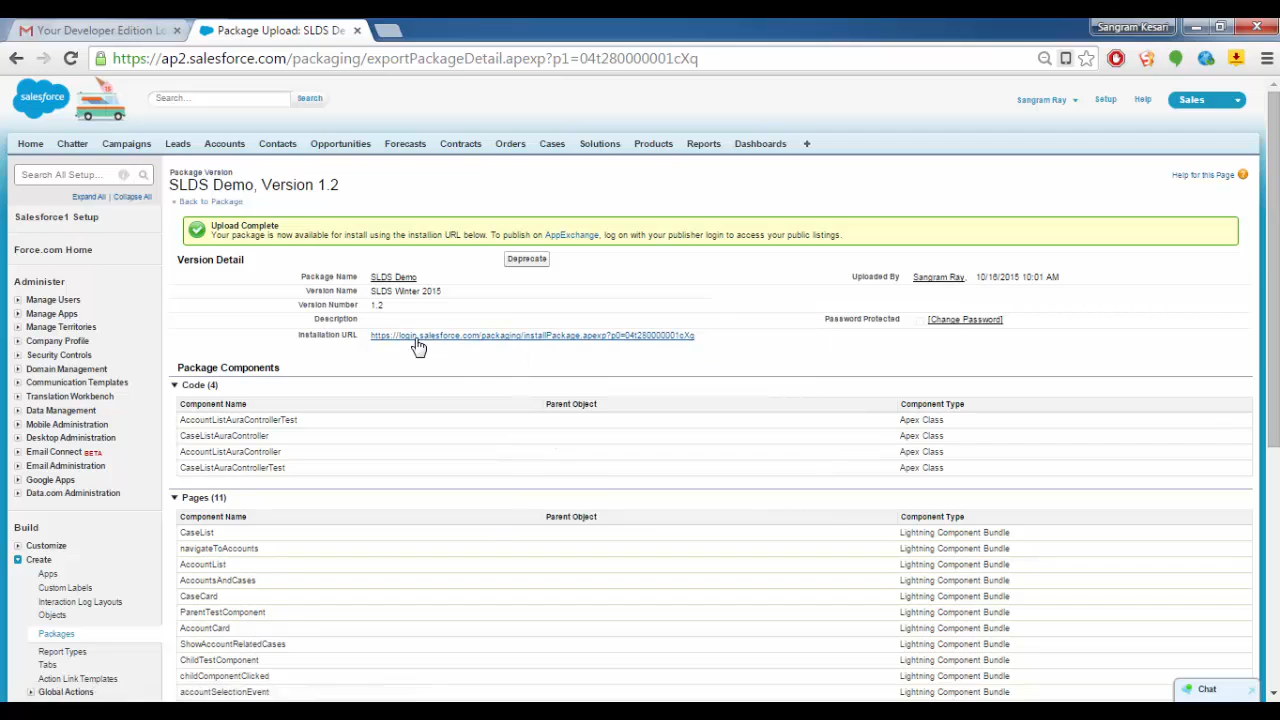 Your Developer Edition Lo
Package Upload: SLDS De
Sangram Kesari
https://ap2.salesforce.com/packaging/exportPackageDetail.apexp?p1=04t280000001cXq
salesforce
Search...
Search
Sangram Ray
Setup
Help
Sales
Home
Chatter
Campaigns
Leads
Accounts
Contacts
Opportunities
Forecasts
Contracts
Orders
Cases
Solutions
Products
Reports
Dashboards
+
Search All Setup...
Expand All | Collapse All
Salesforce1 Setup
Force.com Home
Administer
Manage Users
Manage Apps
Manage Territories
Company Profile
Security Controls
Domain Management
Communication Templates
Translation Workbench
Data Management
Mobile Administration
Desktop Administration
Email Connect BETA
Email Administration
Google Apps
Data.com Administration
Build
Customize
Create
Apps
Custom Labels
Interaction Log Layouts
Objects
Packages
Report Types
Tabs
Action Link Templates
Global Actions
Package Version
SLDS Demo, Version 1.2
« Back to Package
Help for this Page
Upload Complete
Your package is now available for install using the installion URL below. To publish on AppExchange, log on with your publisher login to access your public listings.
Version Detail
Deprecate
Package Name SLDS Demo
Uploaded By Sangram Ray, 10/16/2015 10:01 AM
Version Name SLDS Winter 2015
Version Number 1.2
Description
Password Protected [Change Password]
Installation URL https://login.salesforce.com/packaging/installPackage.apexp?p0=04t280000001cXq
Package Components
Code (4)
Component Name Parent Object Component Type
AccountListAuraControllerTest Apex Class
CaseListAuraController Apex Class
AccountListAuraController Apex Class
CaseListAuraControllerTest Apex Class
Pages (11)
Component Name Parent Object Component Type
CaseList Lightning Component Bundle
navigateToAccounts Lightning Component Bundle
AccountList Lightning Component Bundle
AccountsAndCases Lightning Component Bundle
CaseCard Lightning Component Bundle
ParentTestComponent Lightning Component Bundle
AccountCard Lightning Component Bundle
ShowAccountRelatedCases Lightning Component Bundle
ChildTestComponent Lightning Component Bundle
childComponentClicked Lightning Component Bundle
accountSelectionEvent Lightning Component Bundle
Chat